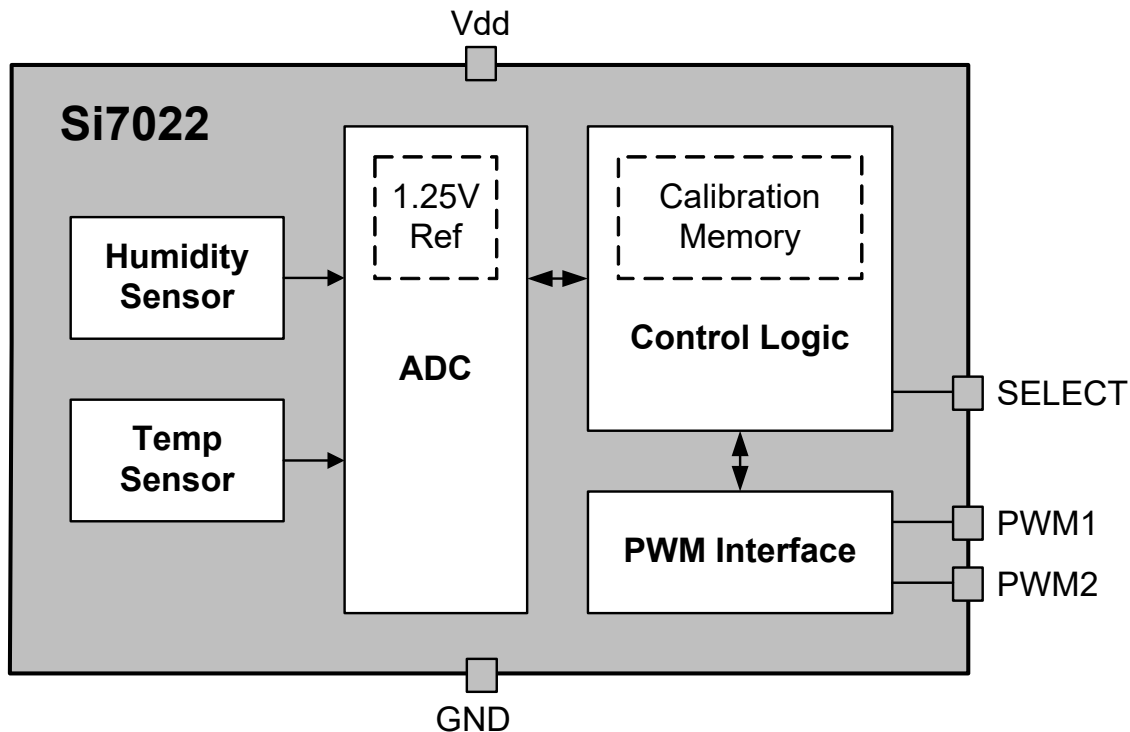 Vdd
Si7022
1.25V
Ref
ADC
Calibration
Memory
Control Logic
Humidity
Sensor
Temp
Sensor
PWM Interface
SELECT
PWM1
PWM2
GND